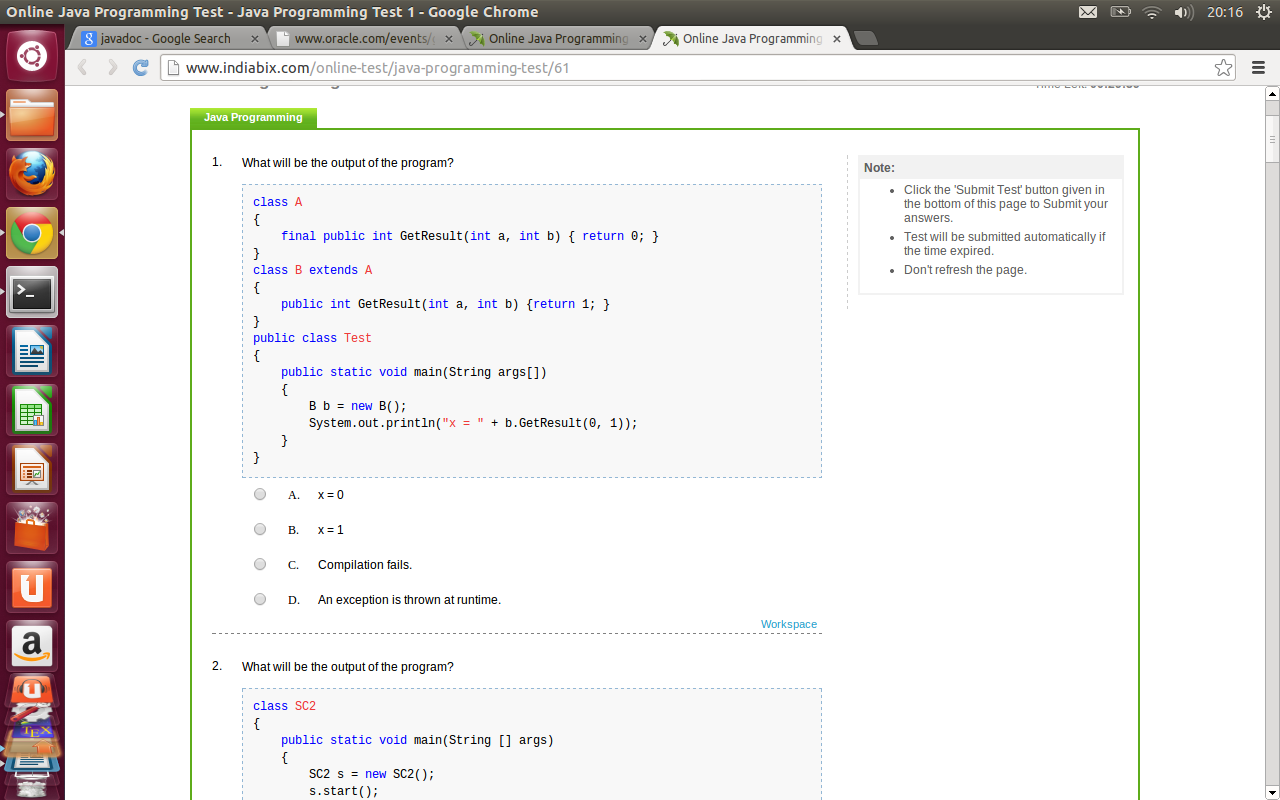 Online Java Programming Test - Java Programming Test 1 - Google Chrome
20:16
javadoc - Google Search
www.oracle.com/events/
Online Java Programming
Online Java Programming
www.indiabix.com/online-test/java-programming-test/61
Java Programming
1. What will be the output of the program?
class A
{
final public int GetResult(int a, int b) { return 0; }
}
class B extends A
{
public int GetResult(int a, int b) {return 1; }
}
public class Test
{
public static void main(String args[])
{
B b = new B();
System.out.println("x = " + b.GetResult(0, 1));
}
}
A. x = 0
B. x = 1
C. Compilation fails.
D. An exception is thrown at runtime.
Workspace
2. What will be the output of the program?
class SC2
{
public static void main(String [] args)
{
SC2 s = new SC2();
s.start();
Note:
Click the 'Submit Test' button given in
the bottom of this page to Submit your
answers.
Test will be submitted automatically if
the time expired.
Don't refresh the page.